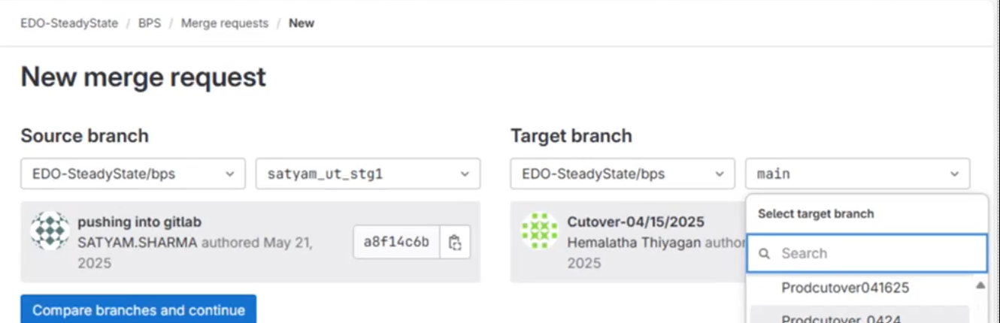 EDO-SteadyState / BPS / Merge requests / New
New merge request
Source branch
EDO-SteadyState/bps
satyam_ut_stg1
pushing into gitlab
SATYAM.SHARMA authored May 21,
2025
a8f14c6b
Compare branches and continue
Target branch
EDO-SteadyState/bps
main
Cutover-04/15/2025
Hemalatha Thiyagan
2025
Select target branch
Search
Prodcutover041625
Prodcutover_0424